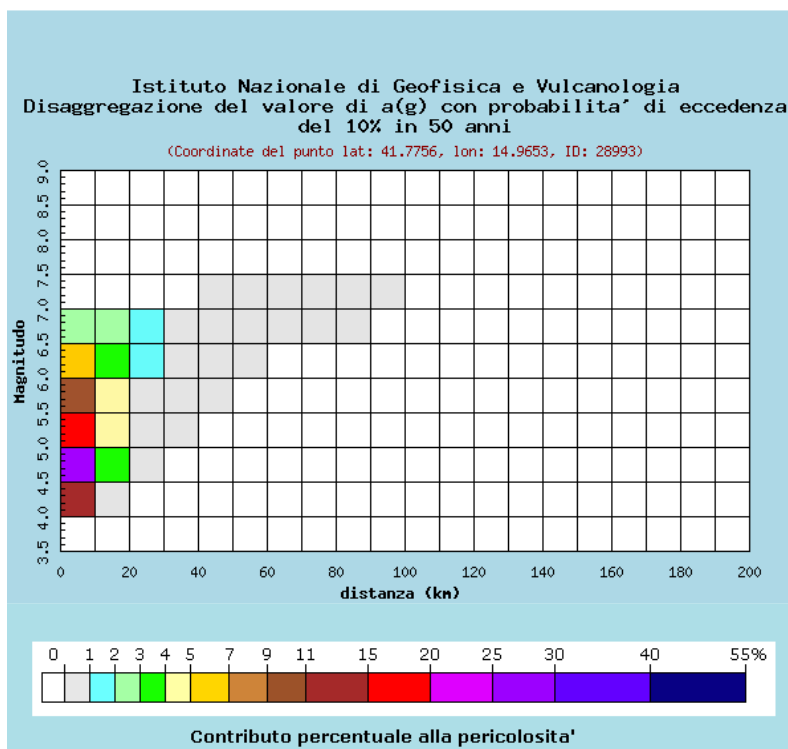 Istituto Nazionale di Geofisica e Vulcanologia
Disaggregazione del valore di a(g) con probabilita' di eccedenza
del 10% in 50 anni
(Coordinate del punto lat: 41.7756, lon: 14.9653, ID: 28993)
Magnitudo
9.0
8.5
8.0
7.5
7.0
6.5
6.0
5.5
5.0
4.5
4.0
3.5
0 20 40 60 80 100 120 140 160 180 200
distanza (km)
0 1 2 3 4 5 7 9 11 15 20 25 30 40 55%
Contributo percentuale alla pericolosita'